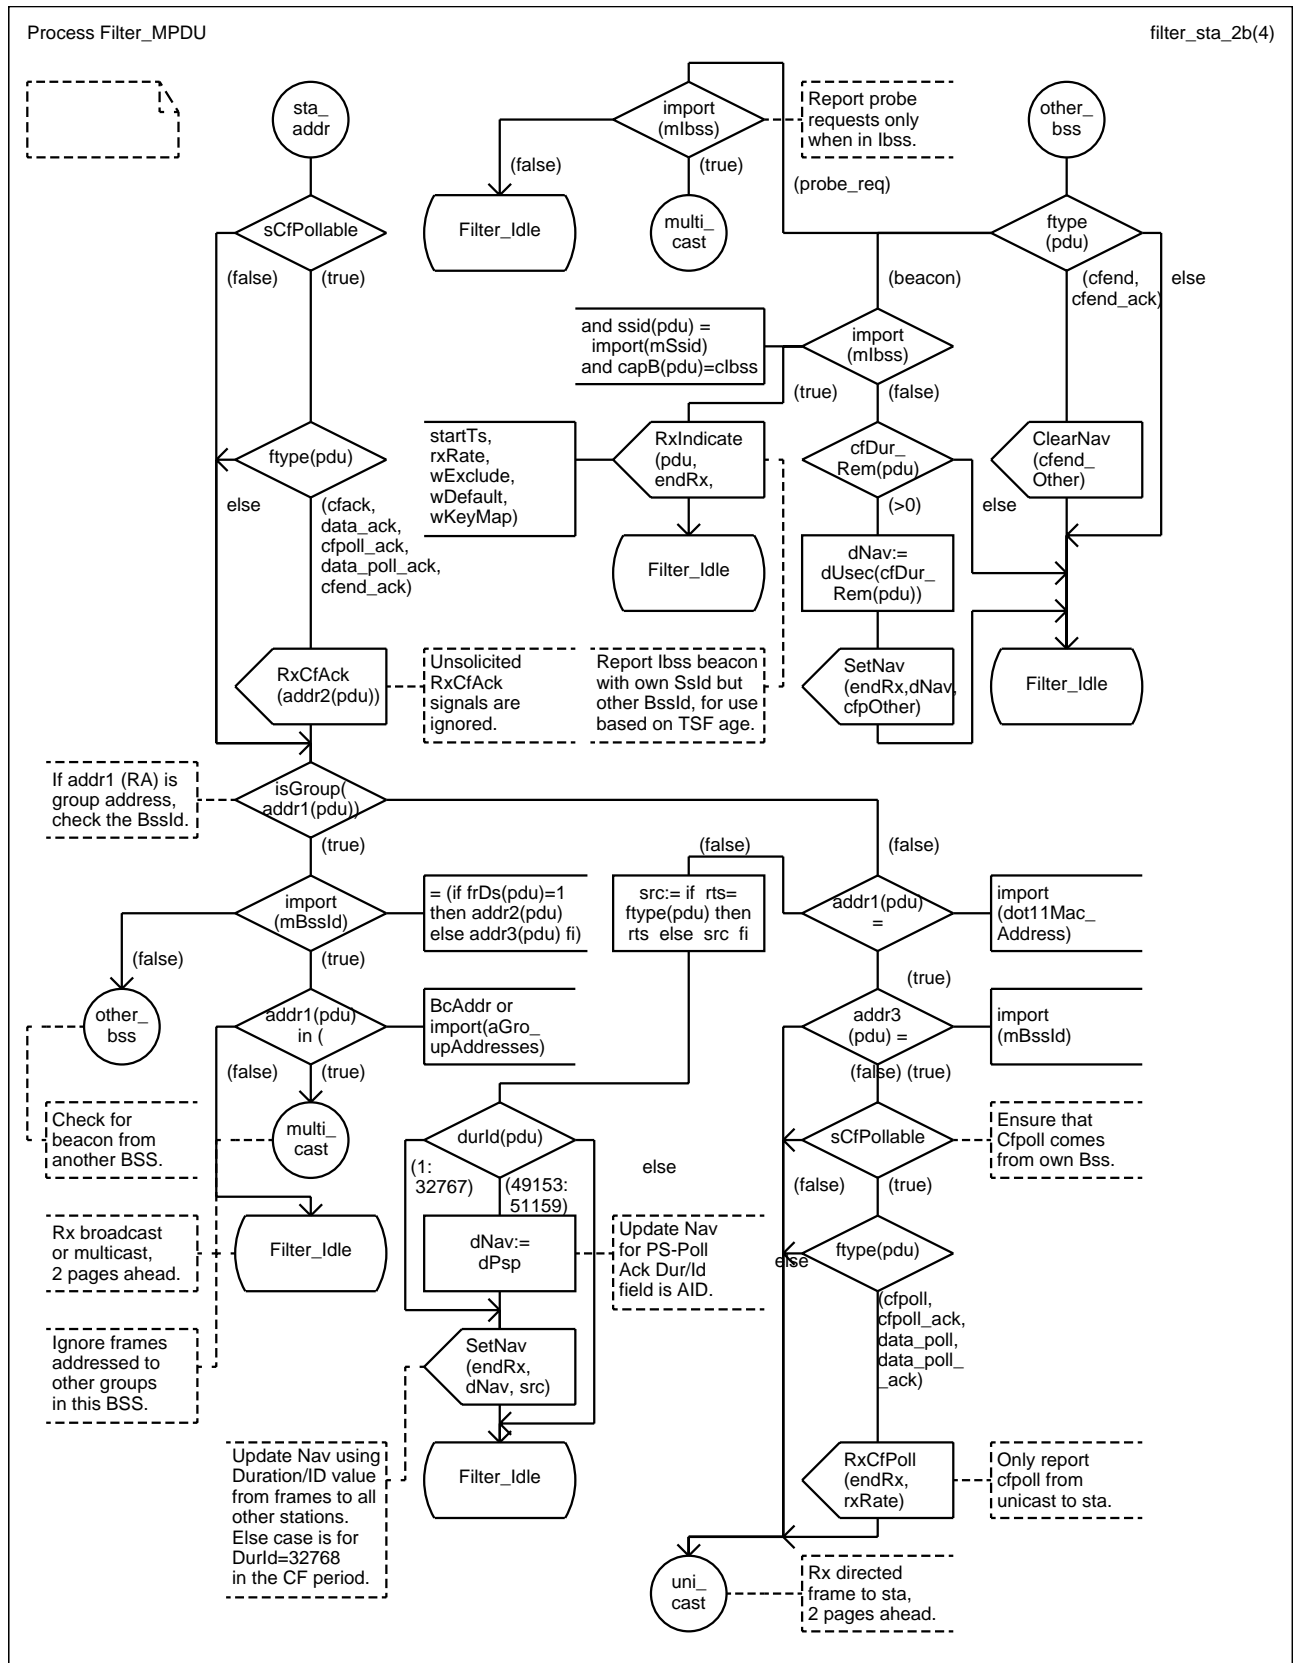 Process Filter_MPDU
filter_sta_2b(4)
sta_
addr
import
(mIbss)
Report probe
requests only
when in Ibss.
other_
bss
(false)
(true)
(probe_req)
sCfPollable
Filter_Idle
multi_
cast
ftype
(pdu)
(false)
(true)
(beacon)
(cfend,
cfend_ack)
else
and ssid(pdu) =
import(mSsid)
and capB(pdu)=cIbss
import
(mIbss)
(true)
(false)
ftype(pdu)
startTs,
rxRate,
wExclude,
wDefault,
wKeyMap)
RxIndicate
(pdu,
endRx,
cfDur_
Rem(pdu)
ClearNav
(cfend_
Other)
else
(cfack,
data_ack,
cfpoll_ack,
data_poll_ack,
cfend_ack)
(>0)
else
Filter_Idle
dNav:=
dUsec(cfDur_
Rem(pdu))
RxCfAck
(addr2(pdu))
Unsolicited
RxCfAck
signals are
ignored.
Report Ibss beacon
with own SsId but
other BssId, for use
based on TSF age.
SetNav
(endRx,dNav,
cfpOther)
Filter_Idle
If addr1 (RA) is
group address,
check the BssId.
isGroup(
addr1(pdu))
(true)
(false)
(false)
import
(mBssId)
= (if frDs(pdu)=1
then addr2(pdu)
else addr3(pdu) fi)
src:= if rts=
ftype(pdu) then
rts else src fi
addr1(pdu)
=
import
(dot11Mac_
Address)
(false)
(true)
(true)
other_
bss
addr1(pdu)
in (
BcAddr or
import(aGro_
upAddresses)
addr3
(pdu) =
import
(mBssId)
(false)
(true)
(false)
(true)
Check for
beacon from
another BSS.
multi_
cast
durId(pdu)
sCfPollable
Ensure that
Cfpoll comes
from own Bss.
(1:
32767)
(49153:
51159)
else
(false)
(true)
Rx broadcast
or multicast,
2 pages ahead.
Filter_Idle
dNav:=
dPsp
Update Nav
for PS-Poll
Ack Dur/Id
field is AID.
else
ftype(pdu)
(cfpoll,
cfpoll_ack,
data_poll,
data_poll_
_ack)
Ignore frames
addressed to
other groups
in this BSS.
SetNav
(endRx,
dNav, src)
Update Nav using
Duration/ID value
from frames to all
other stations.
Else case is for
DurId=32768
in the CF period.
Filter_Idle
RxCfPoll
(endRx,
rxRate)
Only report
cfpoll from
unicast to sta.
uni_
cast
Rx directed
frame to sta,
2 pages ahead.